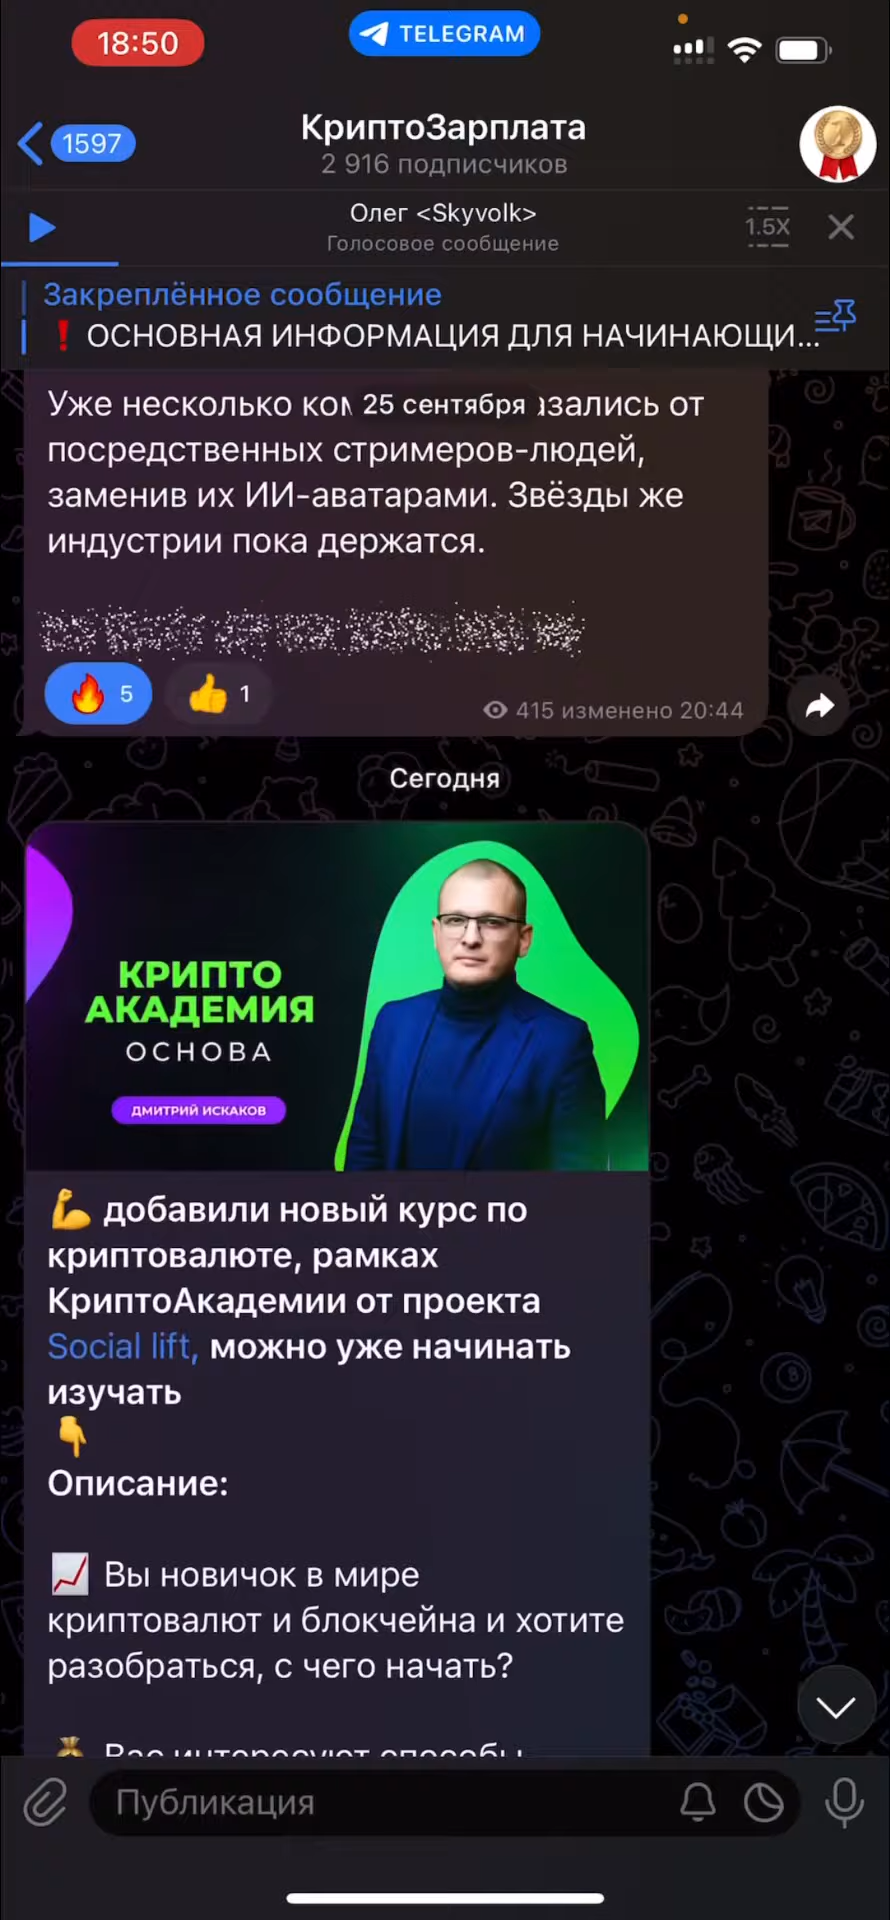 18:50
TELEGRAM
1597
КриптоЗарплата
2 916 подписчиков
Олег <Skyvolk>
Голосовое сообщение
1.5X
Закреплённое сообщение
❗ ОСНОВНАЯ ИНФОРМАЦИЯ ДЛЯ НАЧИНАЮЩИ...
25 сентября
Уже несколько
посредственных стримеров-людей,
заменив их ИИ-аватарами. Звёзды же
индустрии пока держатся.
🔥 5 👍 1
415 изменено 20:44
Сегодня
КРИПТО
АКАДЕМИЯ
ОСНОВА
ДМИТРИЙ ИСКАКОВ
💪 добавили новый курс по
криптовалюте, рамках
КриптоАкадемии от проекта
Social lift, можно уже начинать
изучать
👇
Описание:
📈 Вы новичок в мире
криптовалют и блокчейна и хотите
разобраться, с чего начать?
💰 Вас интересуют способы
Публикация